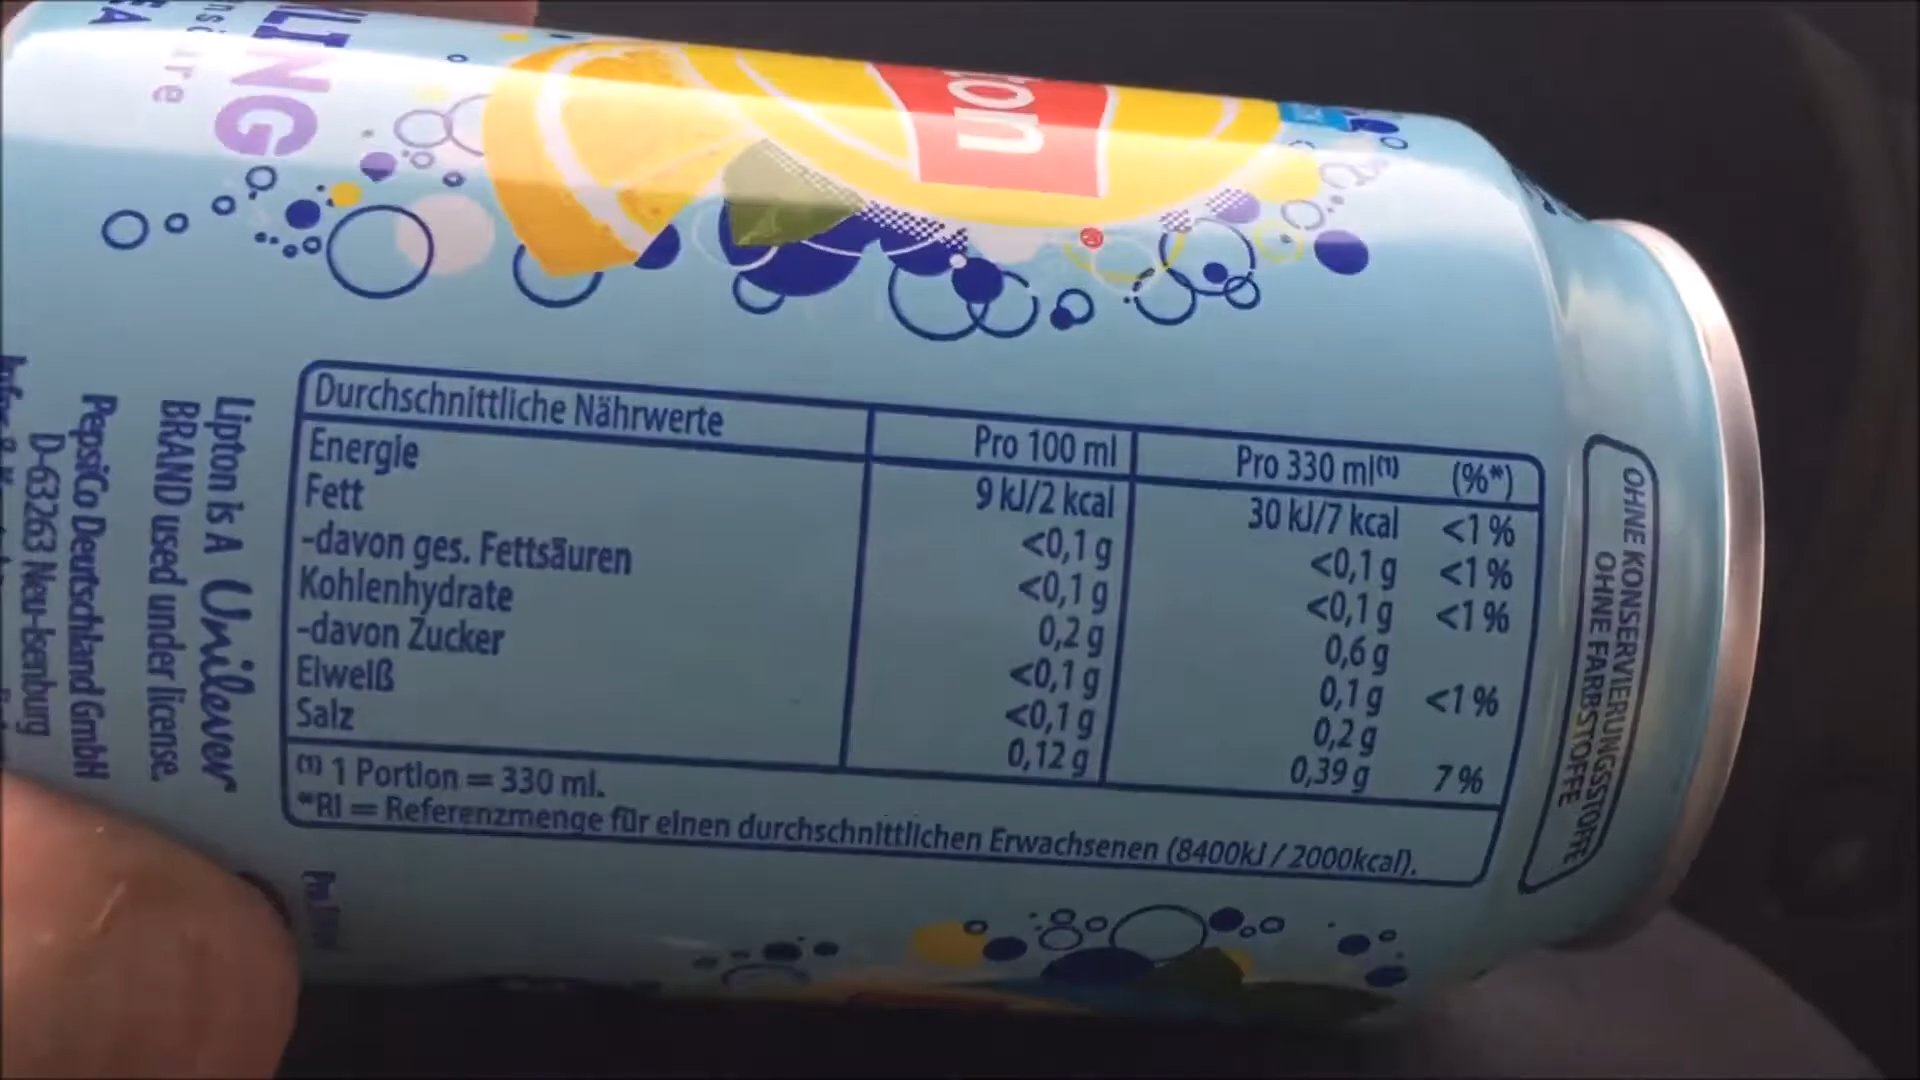 LING
ton
Durchschnittliche Nährwerte Pro 100 ml Pro 330 ml(1) (%*)
Energie 9 kJ/2 kcal 30 kJ/7 kcal <1%
Fett <0,1 g <0,1 g <1%
-davon ges. Fettsäuren <0,1 g <0,1 g <1%
Kohlenhydrate 0,2 g 0,6 g
-davon Zucker <0,1 g 0,1 g <1%
Eiweiß <0,1 g 0,2 g
Salz 0,12 g 0,39 g 7%
(1) 1 Portion = 330 ml.
*RI = Referenzmenge für einen durchschnittlichen Erwachsenen (8400kJ / 2000kcal).
OHNE KONSERVIERUNGSSTOFFE
OHNE FARBSTOFFE
Lipton is A Unilever
BRAND used under license.
PepsiCo Deutschland GmbH
D-63263 Neu-Isenburg